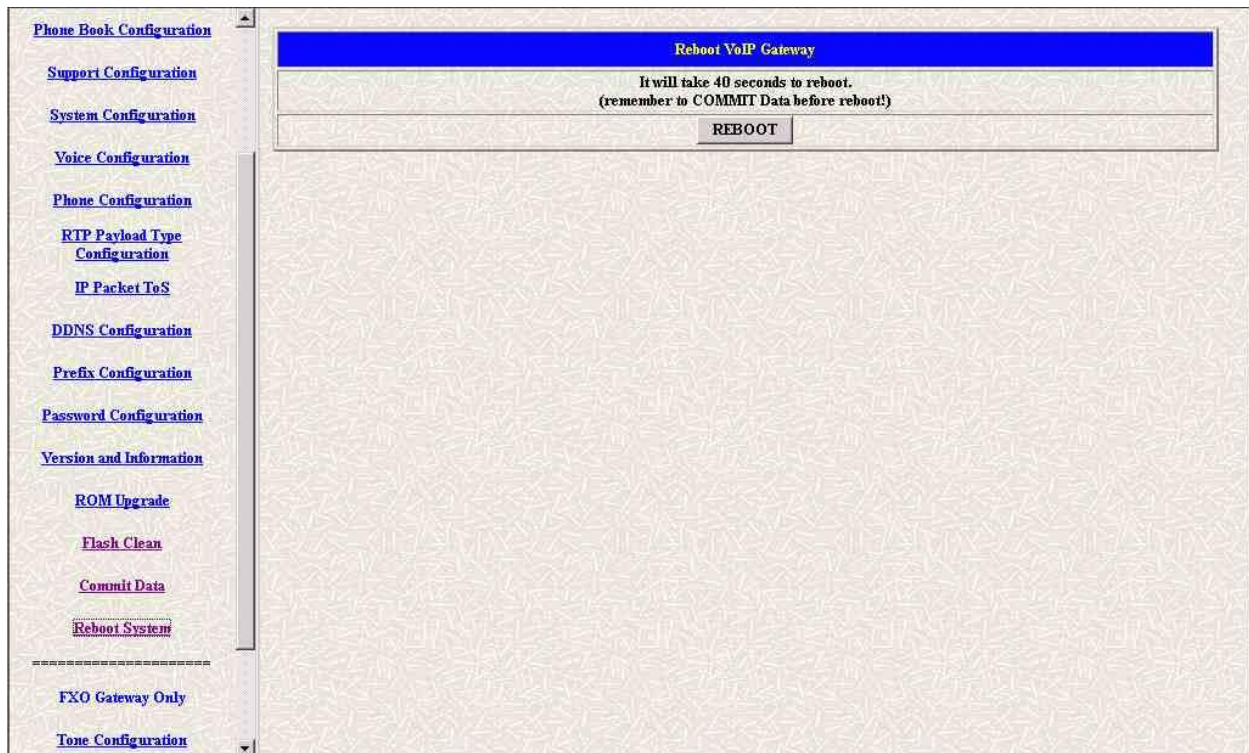 Phone Book Configuration
Support Configuration
System Configuration
Voice Configuration
Phone Configuration
RTP Payload Type
Configuration
IP Packet ToS
DDNS Configuration
Prefix Configuration
Password Configuration
Version and Information
ROM Upgrade
Flash Clean
Commit Data
Reboot System
=====================
FXO Gateway Only
Tone Configuration
Reboot VoIP Gateway
It will take 40 seconds to reboot.
(remember to COMMIT Data before reboot!)
REBOOT